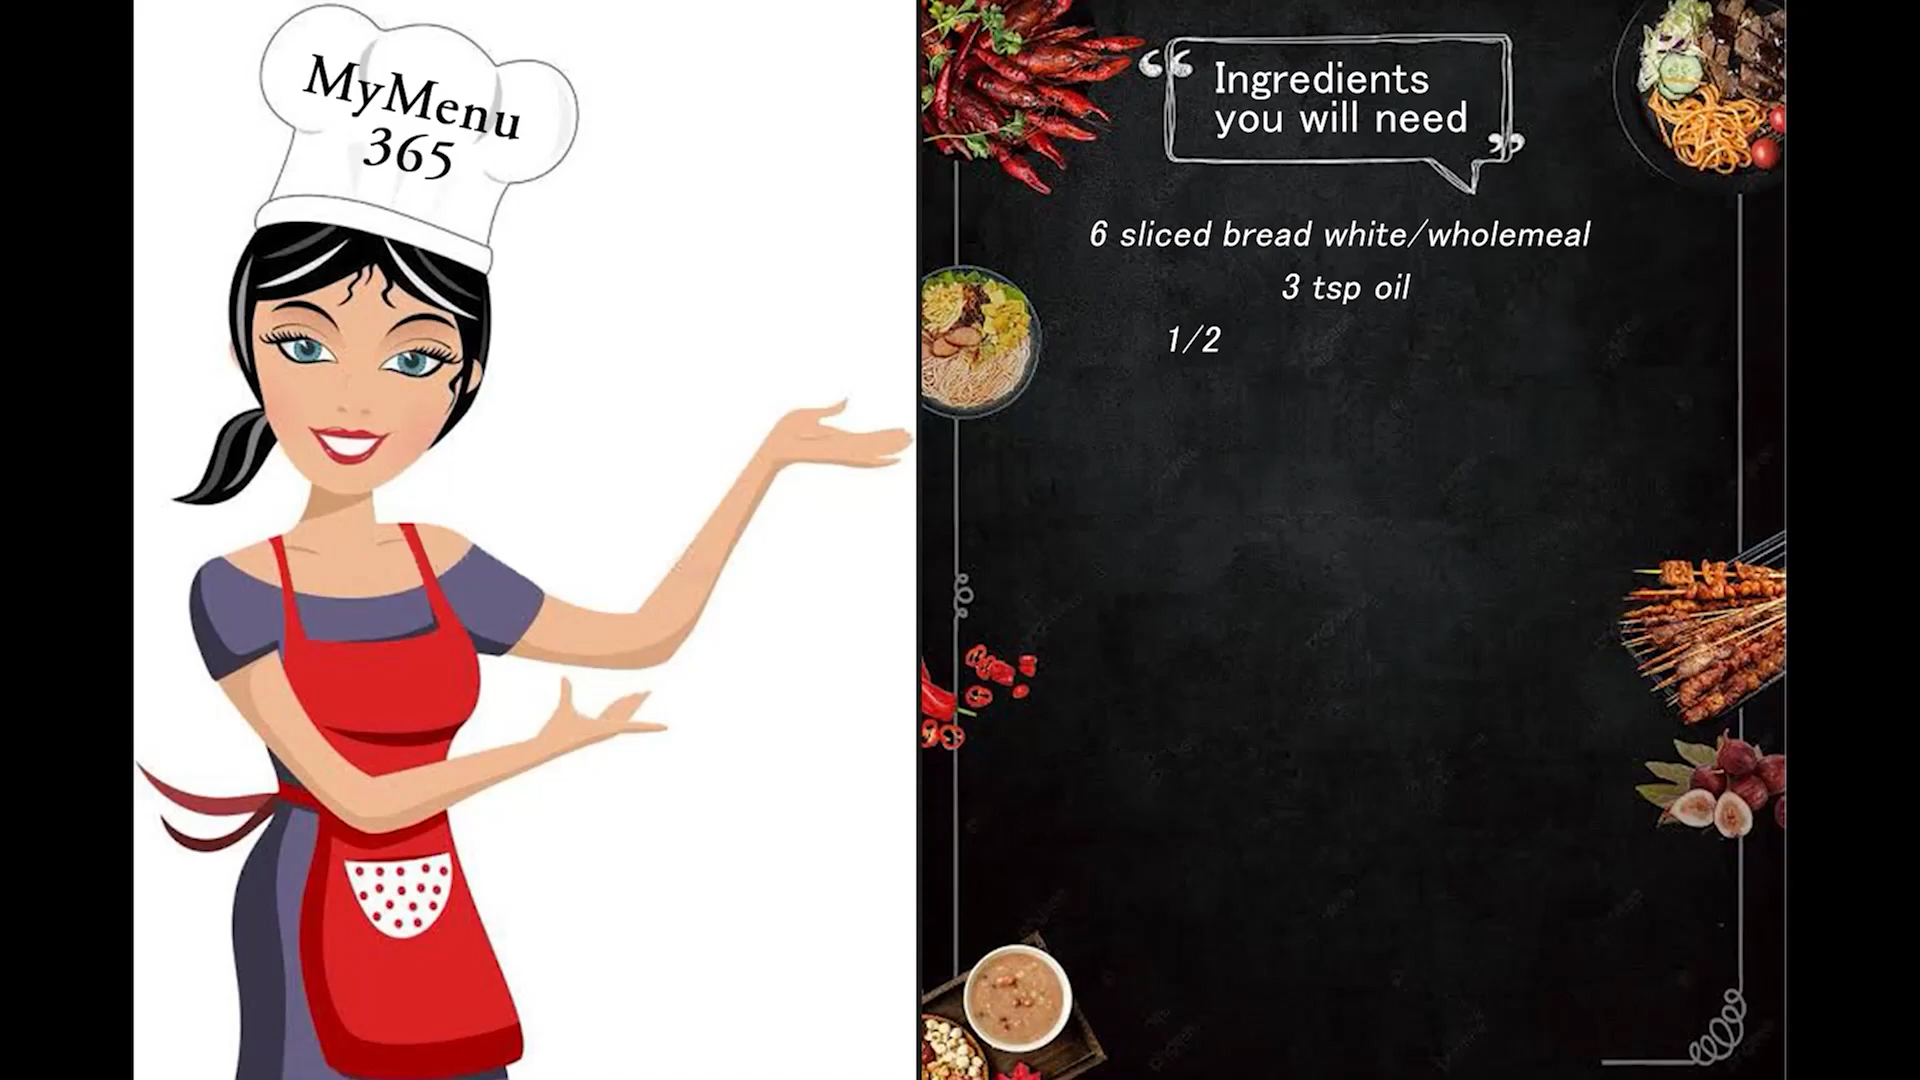 MyMenu
365
“ Ingredients
you will need ”
6 sliced bread white/wholemeal
3 tsp oil
1/2